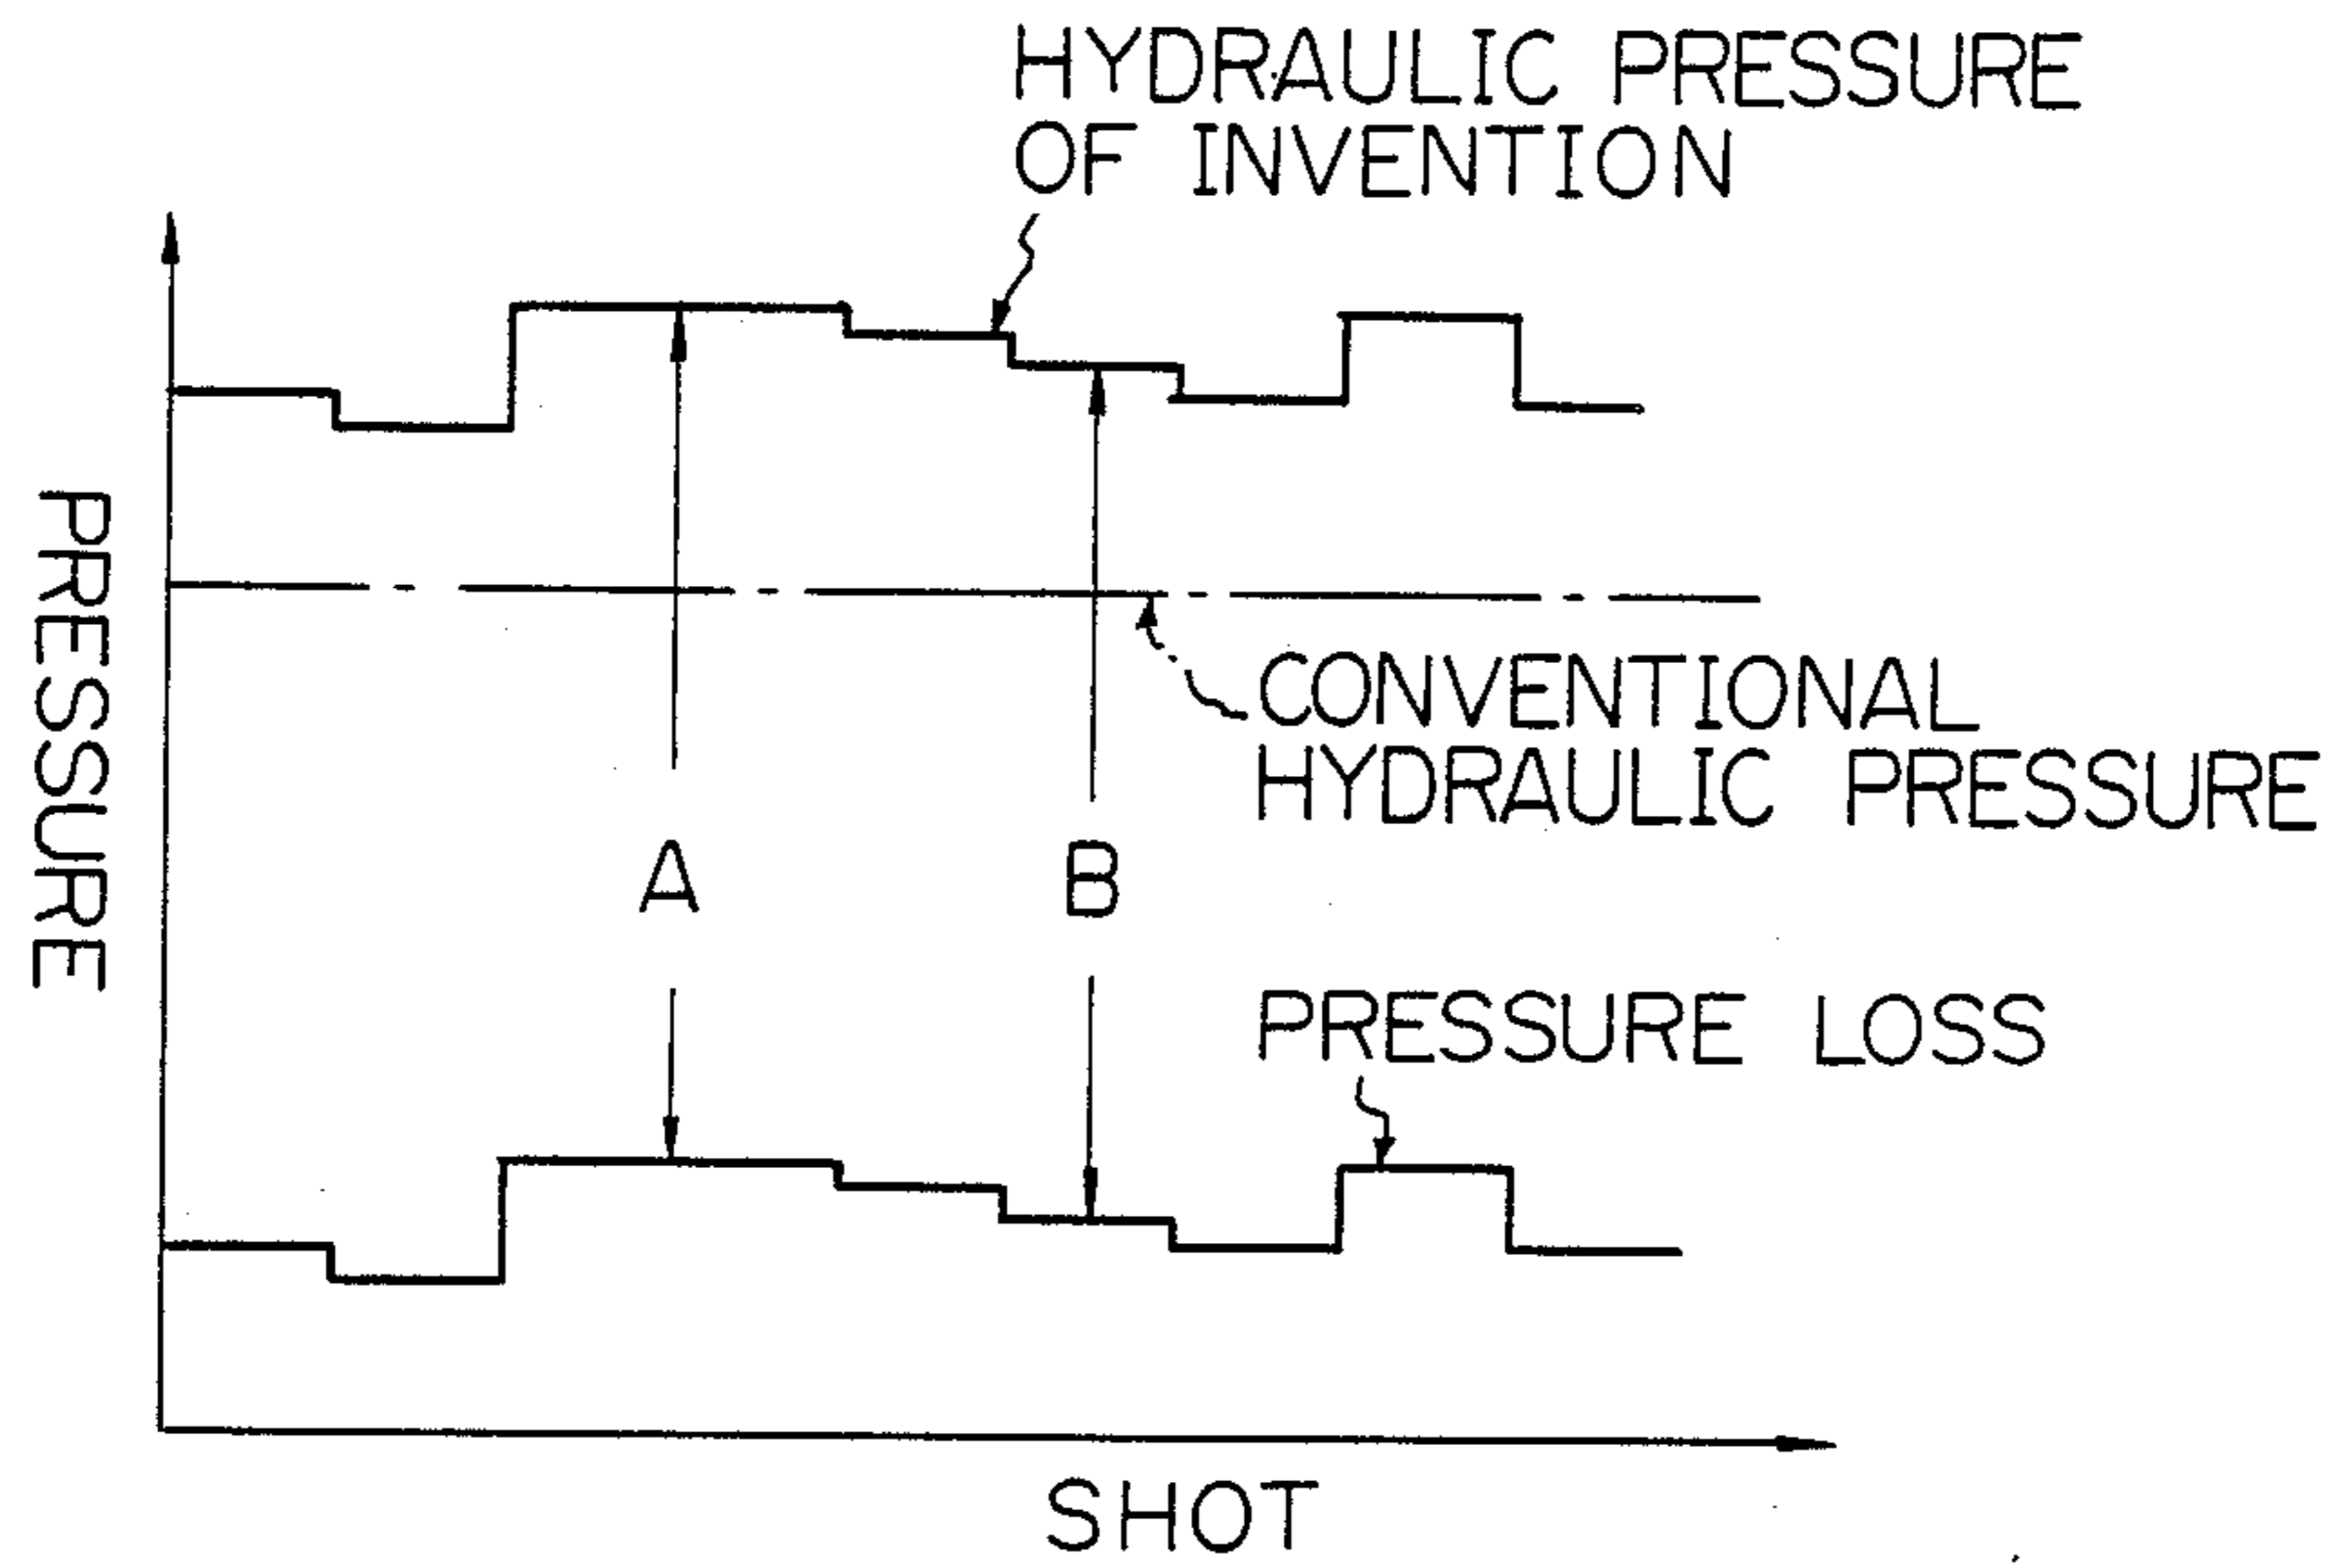 HYDRAULIC PRESSURE
OF INVENTION
PRESSURE
CONVENTIONAL
HYDRAULIC PRESSURE
A
B
PRESSURE LOSS
SHOT